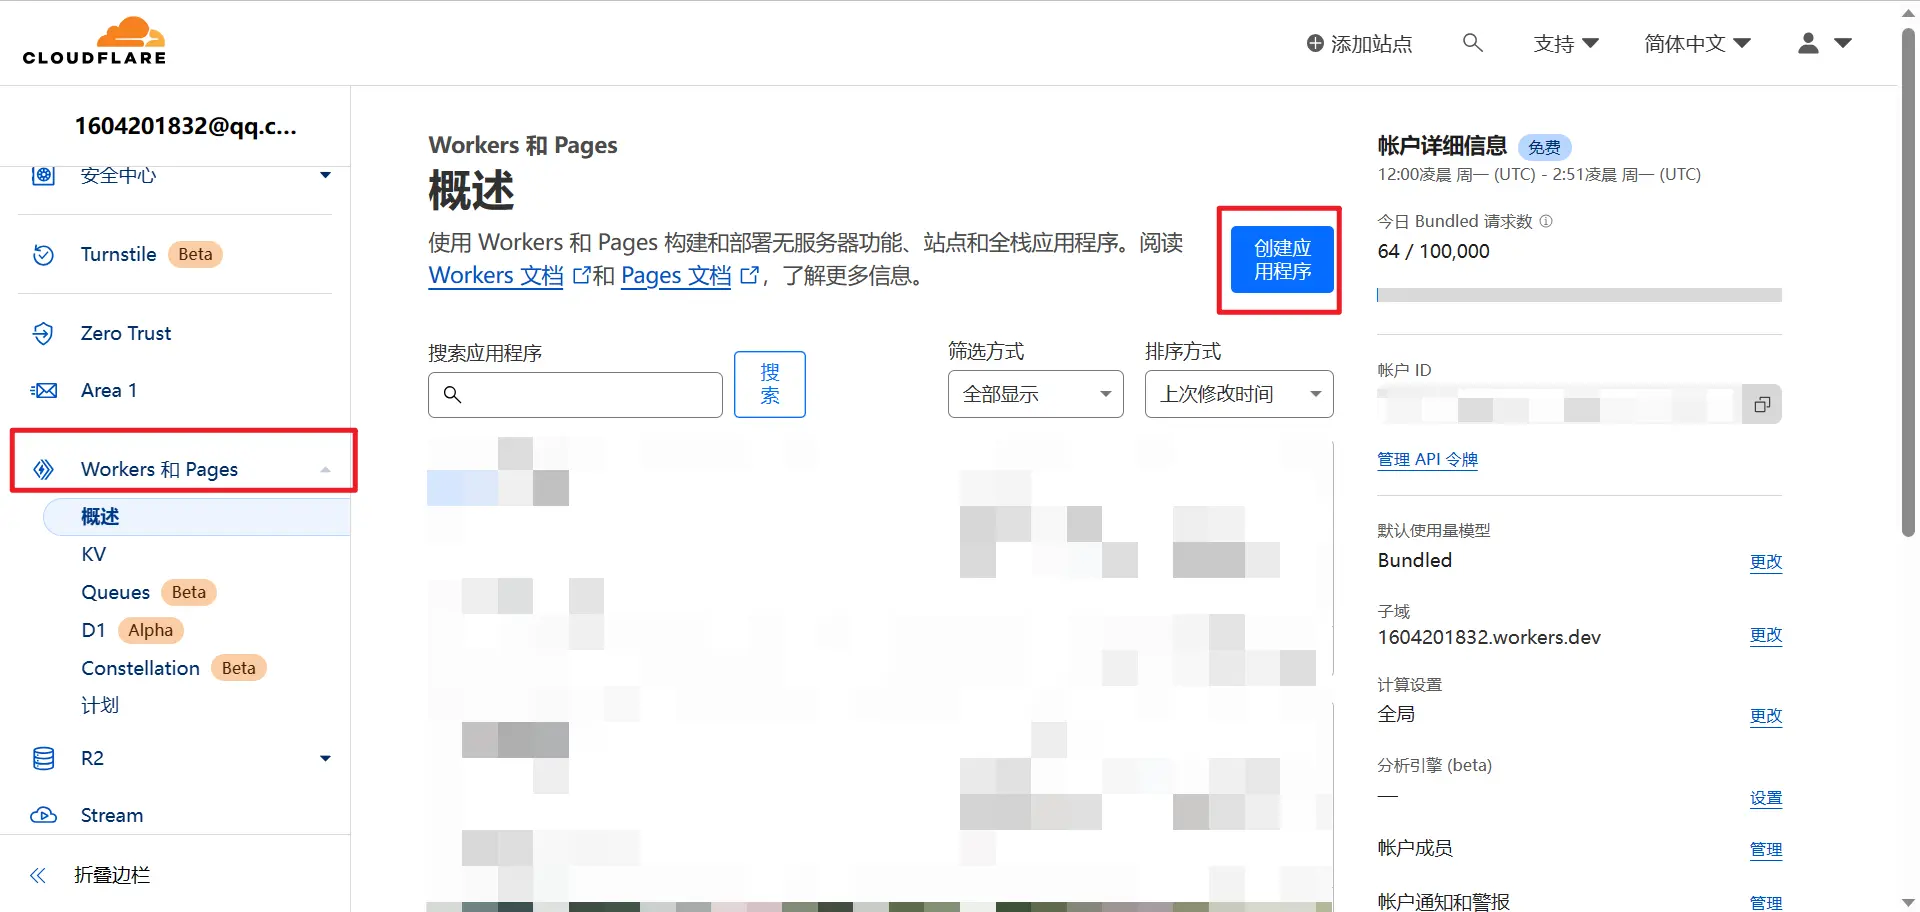 CLOUDFLARE
添加站点
支持
简体中文
1604201832@qq.c...
安全中心
Turnstile Beta
Zero Trust
Area 1
Workers 和 Pages
概述
KV
Queues Beta
D1 Alpha
Constellation Beta
计划
R2
Stream
折叠边栏
Workers 和 Pages
概述
使用 Workers 和 Pages 构建和部署无服务器功能、站点和全栈应用程序。阅读
Workers 文档 和 Pages 文档 ，了解更多信息。
创建应
用程序
搜索应用程序
搜
索
筛选方式
全部显示
排序方式
上次修改时间
帐户详细信息 免费
12:00凌晨 周一 (UTC) - 2:51凌晨 周一 (UTC)
今日 Bundled 请求数
64 / 100,000
帐户 ID
管理 API 令牌
默认使用量模型
Bundled 更改
子域
1604201832.workers.dev 更改
计算设置
全局 更改
分析引擎 (beta)
— 设置
帐户成员 管理
帐户通知和警报 管理